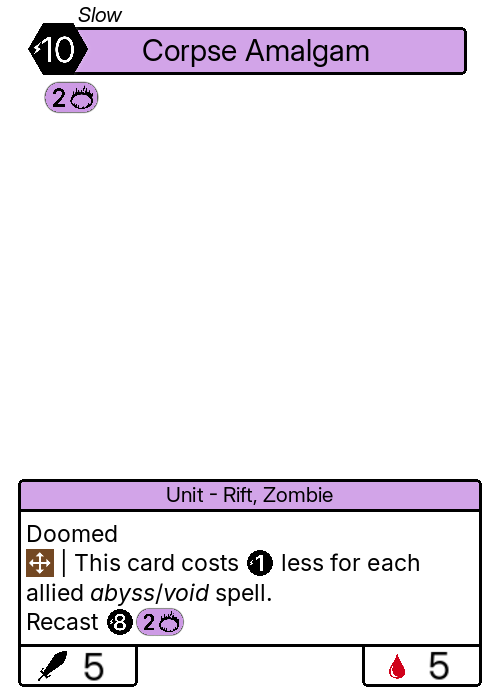 Slow
10 Corpse Amalgam
2
Unit - Rift, Zombie
Doomed
| This card costs 1 less for each
allied abyss/void spell.
Recast 8 2
5 5